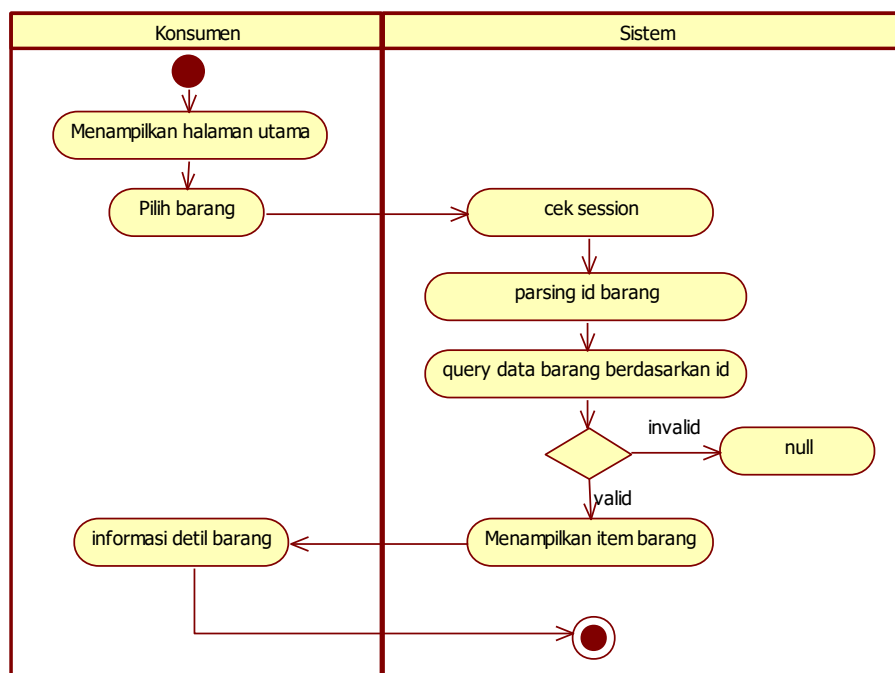 Konsumen
Sistem
Menampilkan halaman utama
Pilih barang
cek session
parsing id barang
query data barang berdasarkan id
invalid
null
valid
Menampilkan item barang
informasi detil barang